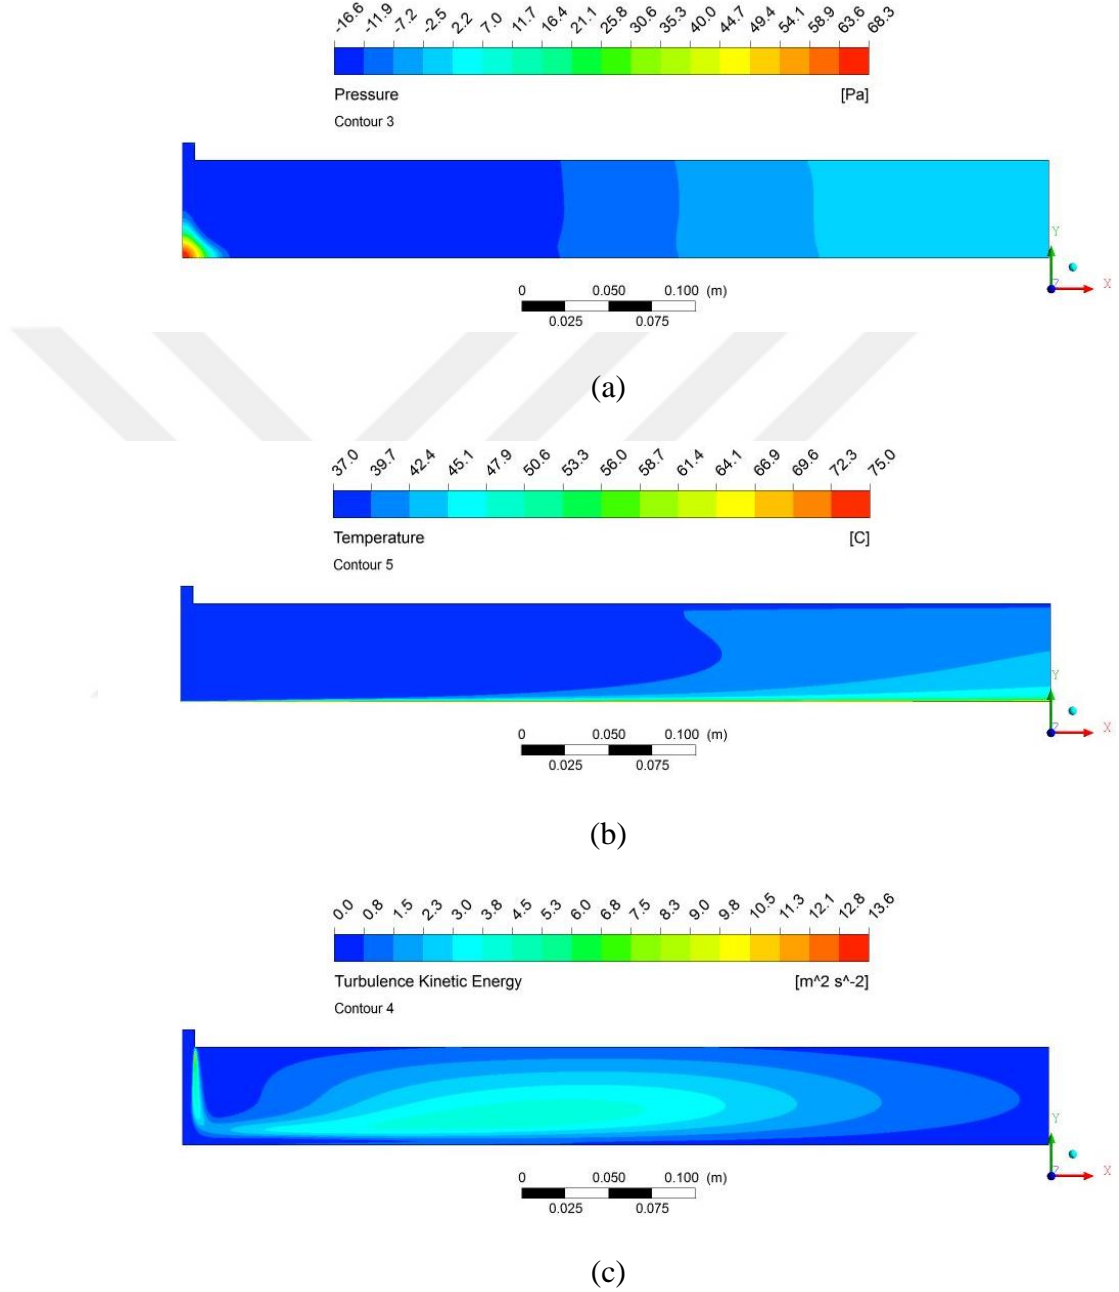 -16.6 -11.9 -7.2 -2.5 2.2 7.0 11.7 16.4 21.1 25.8 30.6 35.3 40.0 44.7 49.4 54.1 58.9 63.6 68.3
Pressure [Pa]
Contour 3
Y
Z X
0 0.050 0.100 (m)
0.025 0.075
(a)
37.0 39.7 42.4 45.1 47.9 50.6 53.3 56.0 58.7 61.4 64.1 66.9 69.6 72.3 75.0
Temperature [C]
Contour 5
Y
Z X
0 0.050 0.100 (m)
0.025 0.075
(b)
0.0 0.8 1.5 2.3 3.0 3.8 4.5 5.3 6.0 6.8 7.5 8.3 9.0 9.8 10.5 11.3 12.1 12.8 13.6
Turbulence Kinetic Energy [m^2 s^-2]
Contour 4
Y
Z X
0 0.050 0.100 (m)
0.025 0.075
(c)